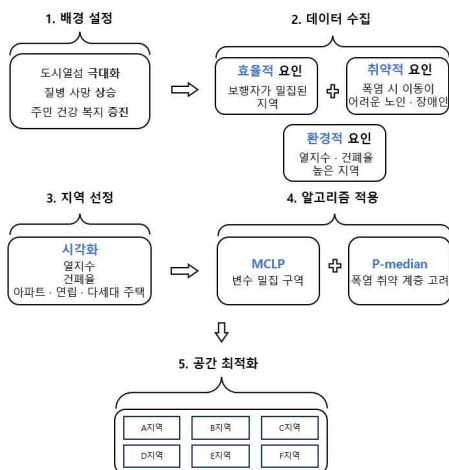 1. 배경 설정
도시열섬 극대화
질병 사망 상승
주민 건강 복지 증진
2. 데이터 수집
효율적 요인
보행자가 밀집된
지역
취약적 요인
폭염 시 이동이
어려운 노인 · 장애인
환경적 요인
열지수 · 건폐율
높은 지역
3. 지역 선정
시각화
열지수
건폐율
아파트 · 연립 · 다세대 주택
4. 알고리즘 적용
MCLP
변수 밀집 구역
P-median
폭염 취약 계층 고려
5. 공간 최적화
A지역
B지역
C지역
D지역
E지역
F지역